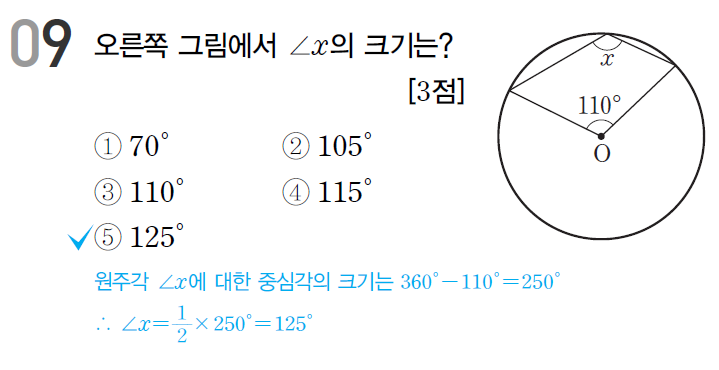 09 오른쪽 그림에서 ∠x의 크기는?
[3점]
① 70° ② 105°
③ 110° ④ 115°
⑤ 125°
원주각 ∠x에 대한 중심각의 크기는 360°-110°=250°
∴ ∠x=1/2×250°=125°
x
110°
O